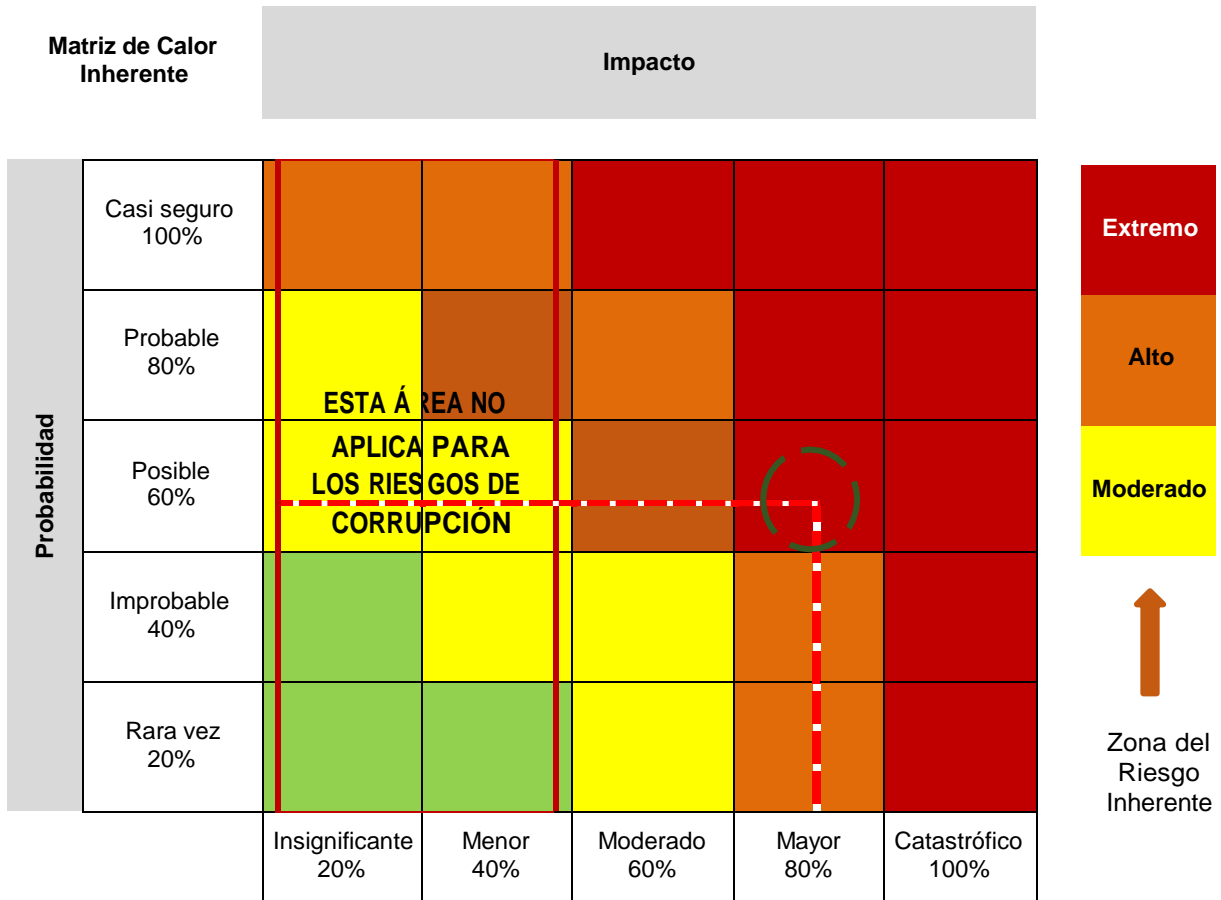 Matriz de Calor
Inherente
Impacto
Probabilidad
Casi seguro
100%
Probable
80%
Posible
60%
Improbable
40%
Rara vez
20%
ESTA ÁREA NO
APLICA PARA
LOS RIESGOS DE
CORRUPCIÓN
Insignificante
20%
Menor
40%
Moderado
60%
Mayor
80%
Catastrófico
100%
Extremo
Alto
Moderado
Zona del
Riesgo
Inherente